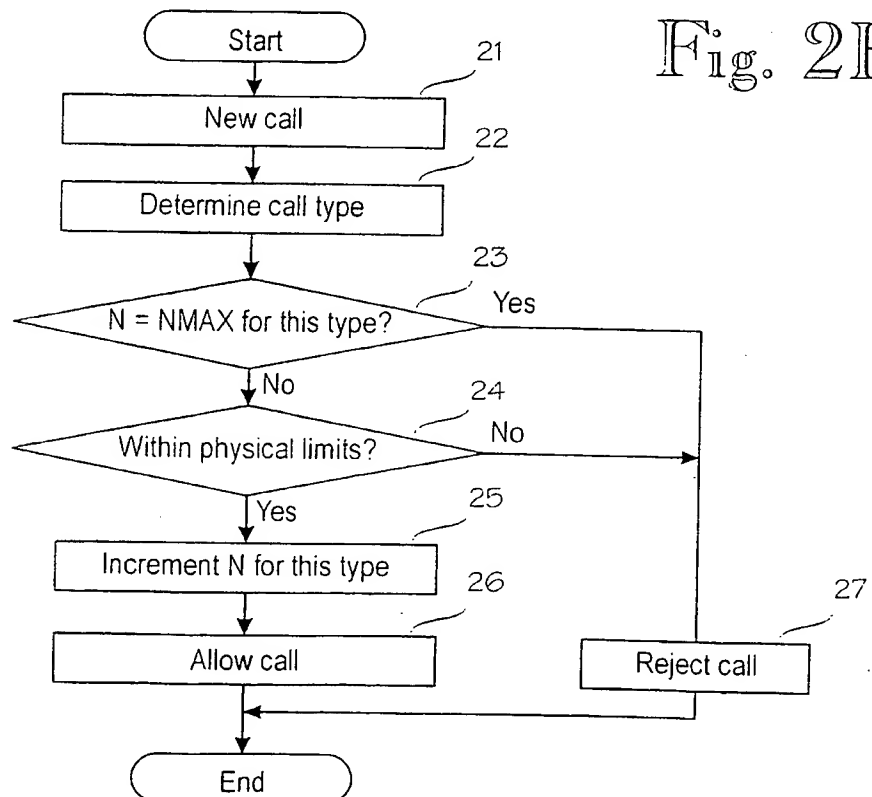 Fig. 2
Start
21
New call
22
Determine call type
23
N = NMAX for this type?
Yes
No
24
Within physical limits?
No
Yes
25
Increment N for this type
26
Allow call
27
Reject call
End